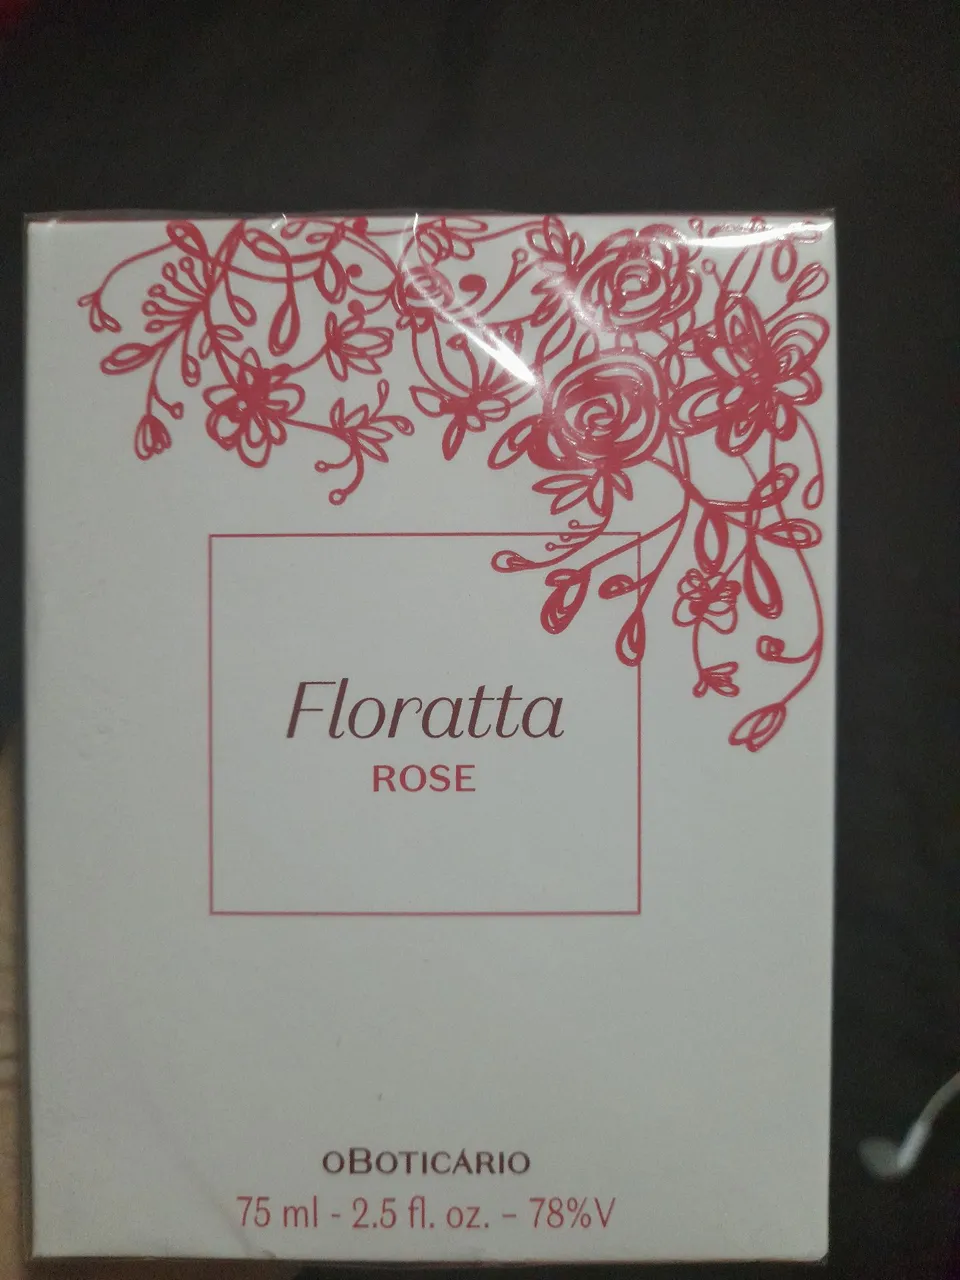 Floratta
ROSE
oBOTICÁRIO
75 ml - 2.5 fl. oz. – 78%V